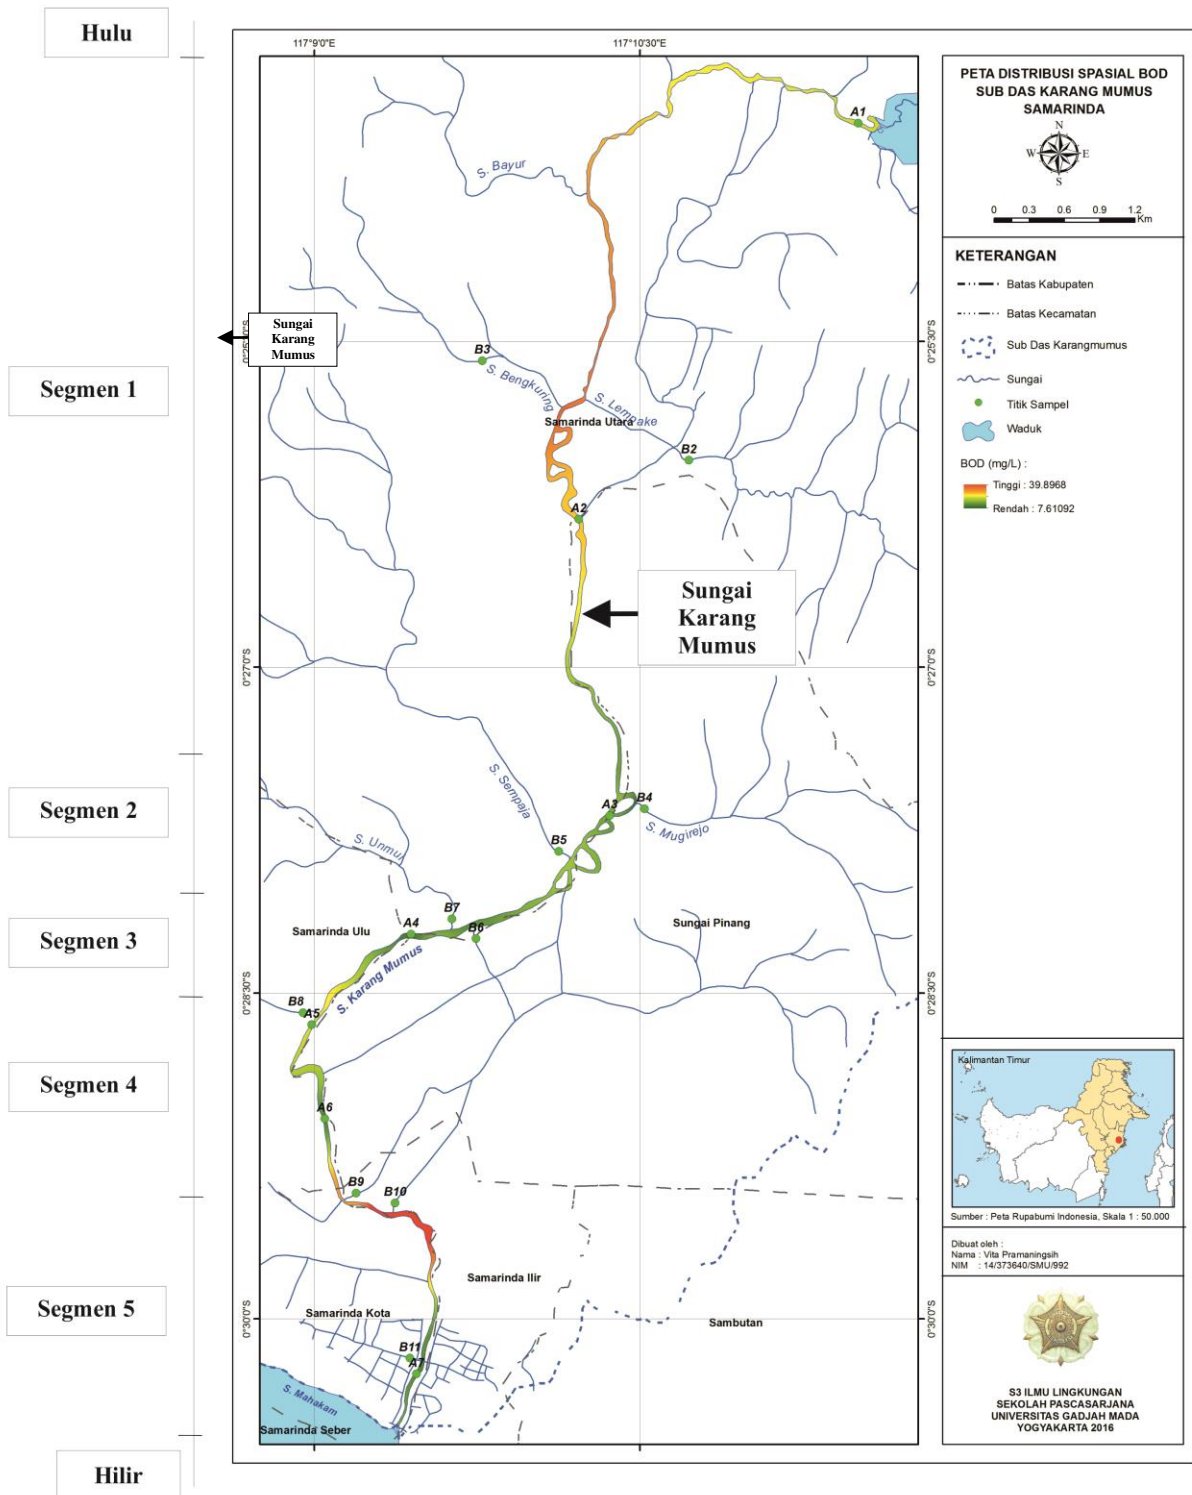 Hulu
Segmen 1
Segmen 2
Segmen 3
Segmen 4
Segmen 5
Hilir
117°9'0"E
117°10'30"E
A1
S. Bayur
Sungai
Karang
Mumus
0°25'30"S
B3
S. Bengkuring
S. Lempake
Samarinda Utara
B2
A2
Sungai
Karang
Mumus
0°27'0"S
0°27'0"S
S. Sempaja
A3
B4
S. Mugirejo
B5
S. Unmul
B7
A4
B6
Samarinda Ulu
Sungai Pinang
S. Karang Mumus
0°28'30"S
0°28'30"S
B8
A5
A6
B9
B10
Samarinda Ilir
Samarinda Kota
0°30'0"S
0°30'0"S
Sambutan
B11
A7
S. Mahakam
Samarinda Seber
0°25'30"S
PETA DISTRIBUSI SPASIAL BOD
SUB DAS KARANG MUMUS
SAMARINDA
N
W
E
S
0 0.3 0.6 0.9 1.2
Km
KETERANGAN
Batas Kabupaten
Batas Kecamatan
Sub Das Karangmumus
Sungai
Titik Sampel
Waduk
BOD (mg/L) :
Tinggi : 39.8968
Rendah : 7.61092
Kalimantan Timur
Sumber : Peta Rupabumi Indonesia, Skala 1 : 50.000
Dibuat oleh :
Nama : Vita Pramaningsih
NIM : 14/373640/SMU/992
S3 ILMU LINGKUNGAN
SEKOLAH PASCASARJANA
UNIVERSITAS GADJAH MADA
YOGYAKARTA 2016